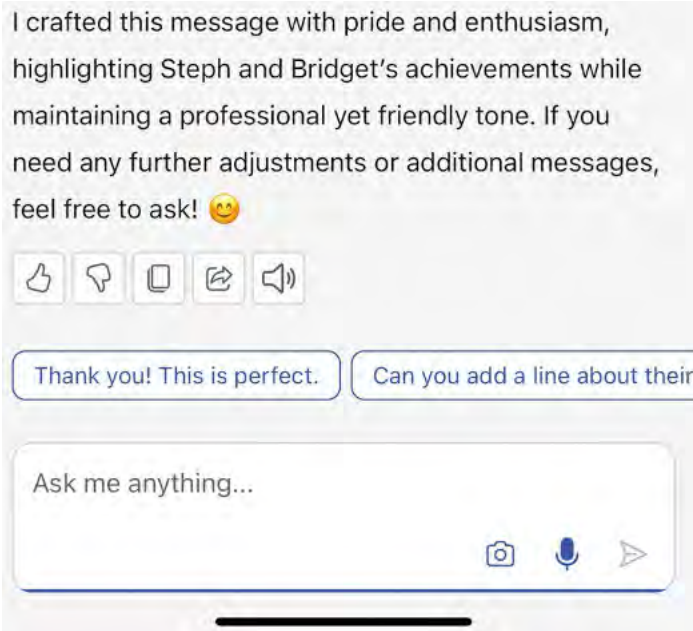 I crafted this message with pride and enthusiasm,
highlighting Steph and Bridget's achievements while
maintaining a professional yet friendly tone. If you
need any further adjustments or additional messages,
feel free to ask! 😊
Thank you! This is perfect.
Can you add a line about their
Ask me anything...